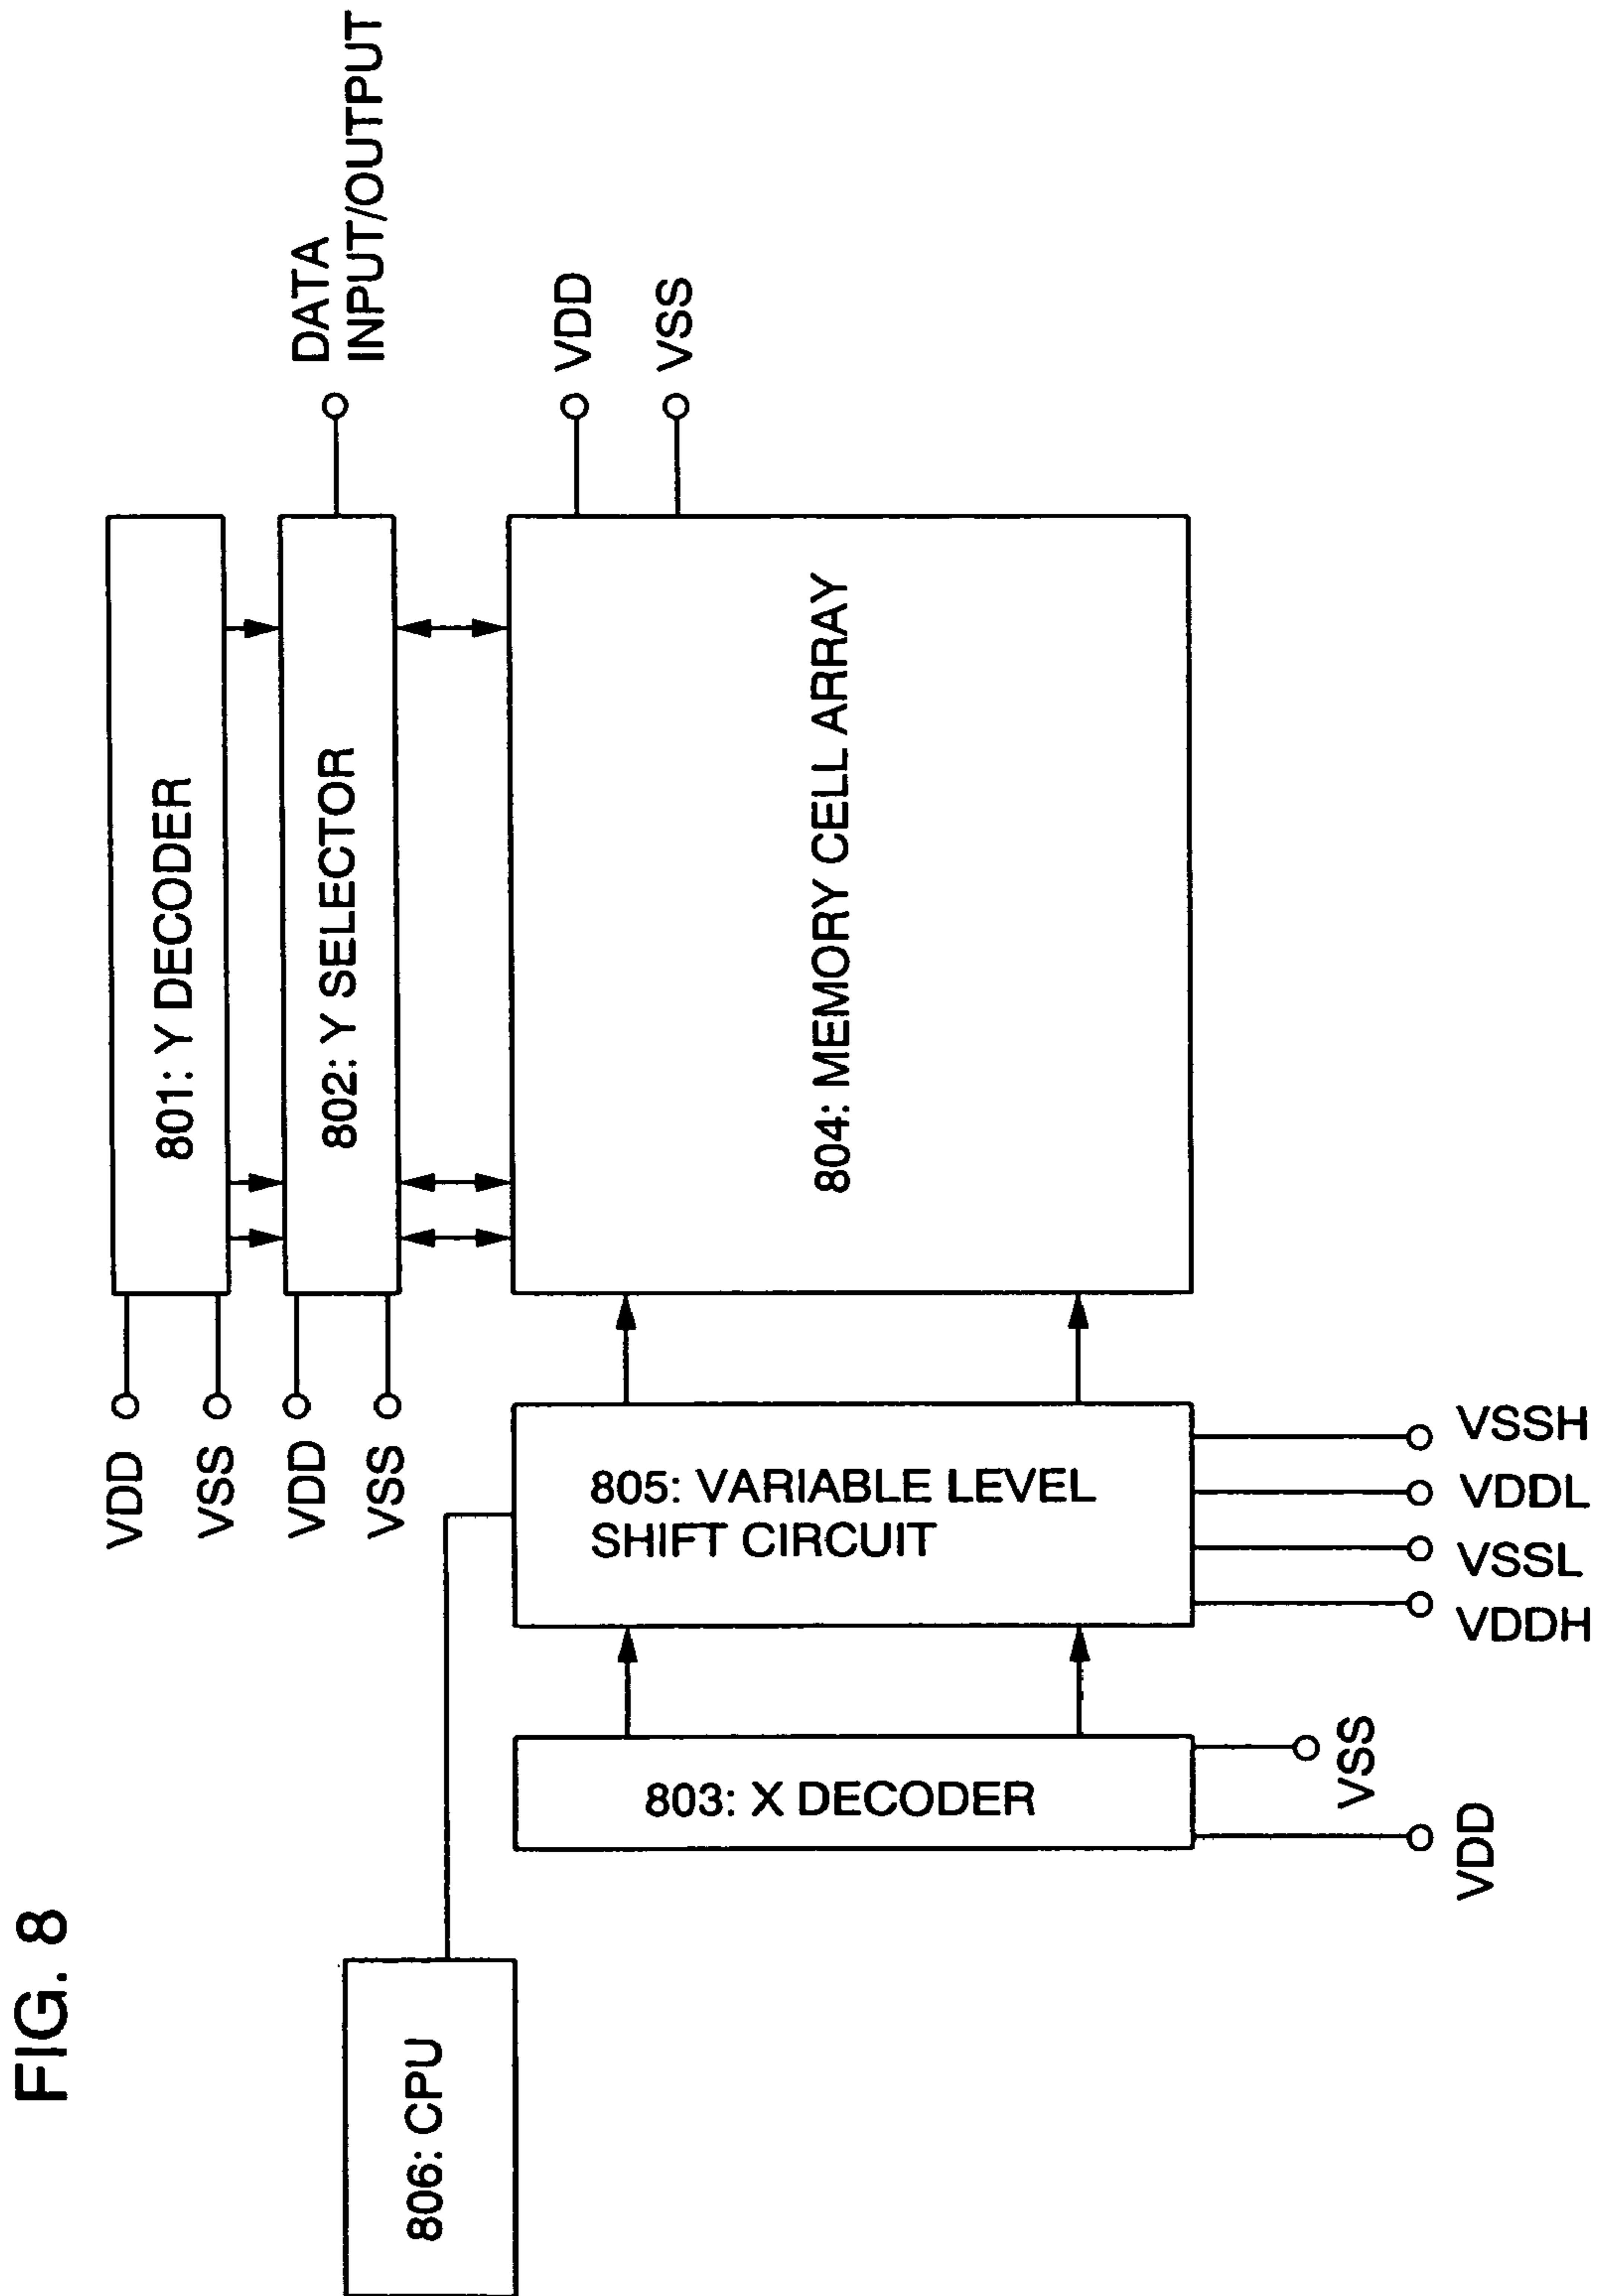 FIG. 8
801: Y DECODER
VDD
VSS
802: Y SELECTOR
VDD
VSS
DATA
INPUT/OUTPUT
VDD
VSS
804: MEMORY CELL ARRAY
805: VARIABLE LEVEL
SHIFT CIRCUIT
VSSH
VDDL
VSSL
VDDH
803: X DECODER
VSS
VDD
806: CPU